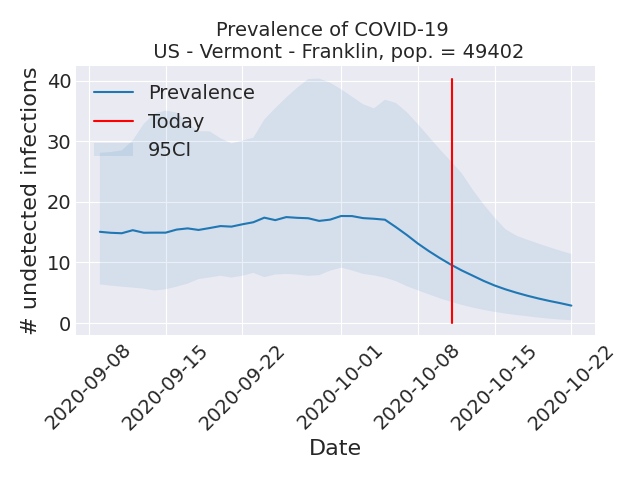 Prevalence of COVID-19
US - Vermont - Franklin, pop. = 49402
# undetected infections
40
30
20
10
0
Prevalence
Today
95CI
2020-09-08
2020-09-15
2020-09-22
2020-10-01
2020-10-08
2020-10-15
2020-10-22
Date